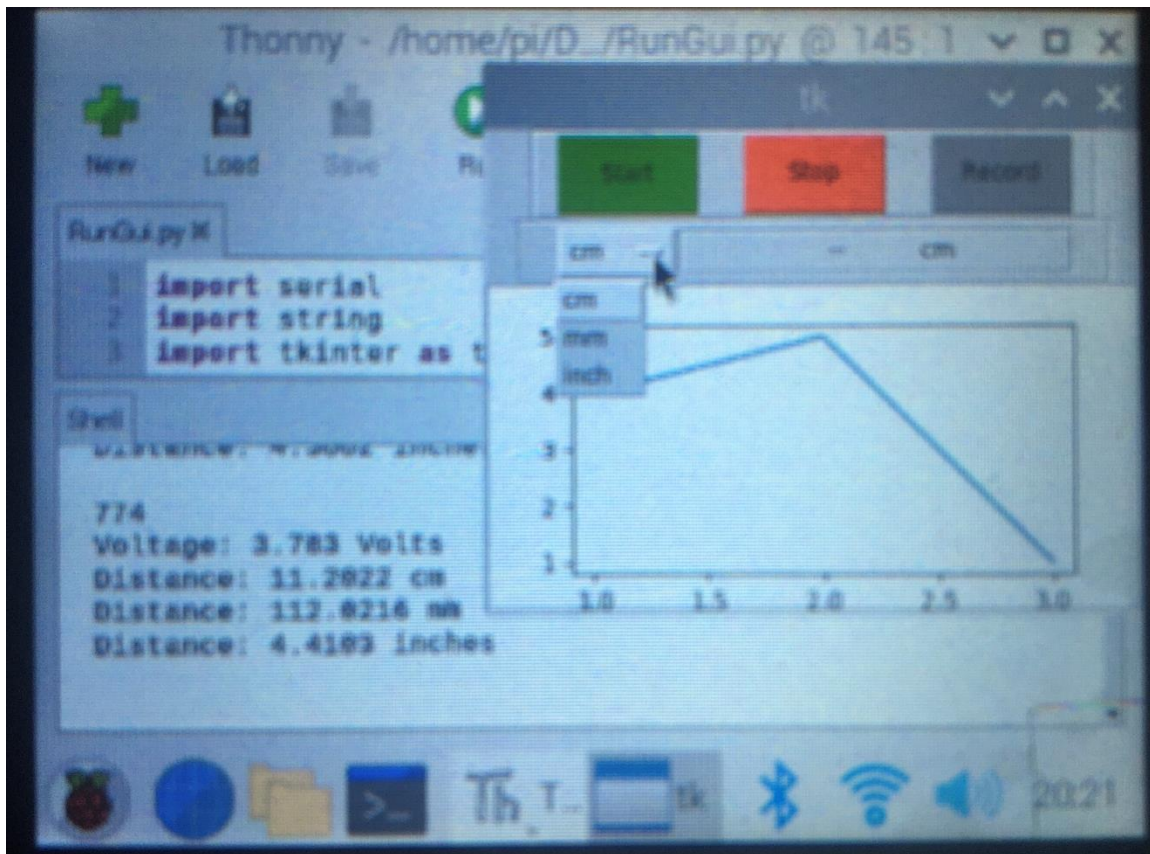 Thonny - /home/pi/D.../RunGui.py @ 145 : 1
New Load Save
tk
Start Stop Record
RunGui.py
cm -- cm
cm
mm
inch
1 import serial
2 import string
3 import tkinter as t
Shell
774
Voltage: 3.783 Volts
Distance: 11.2022 cm
Distance: 112.0216 mm
Distance: 4.4103 inches
5
4
3
2
1
1.0 1.5 2.0 2.5 3.0
>_ Th T... tk 20:21